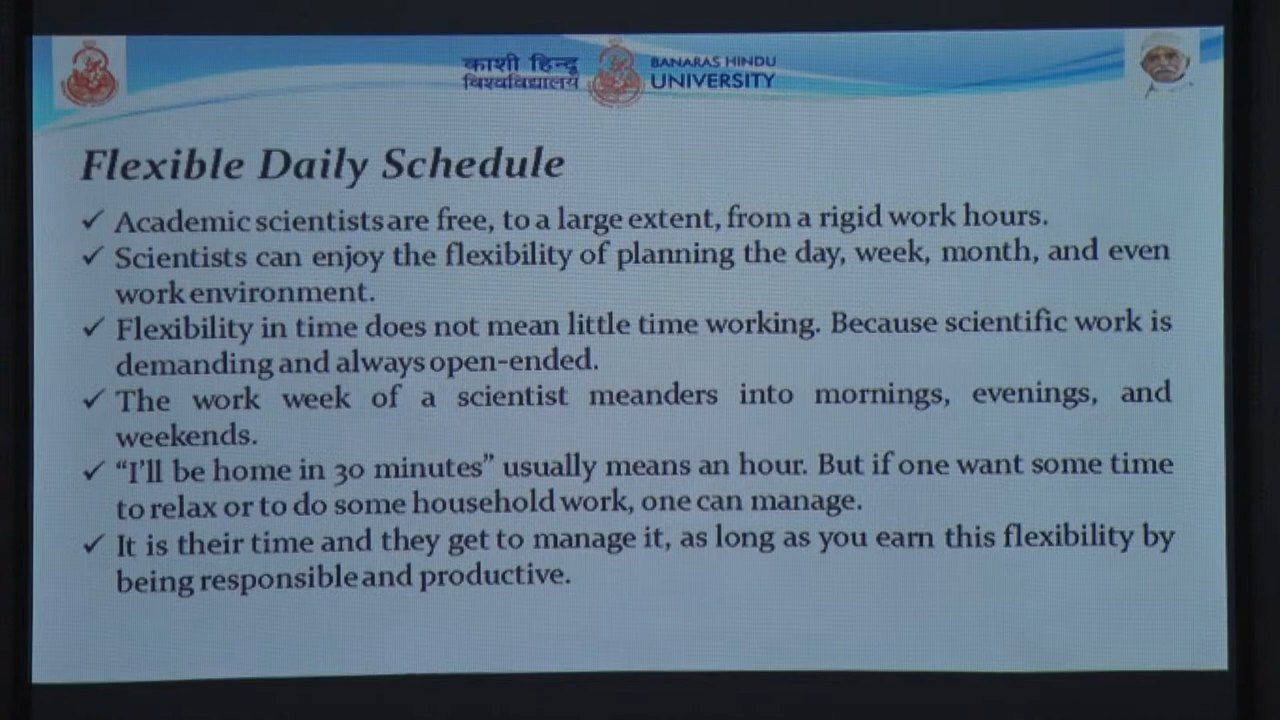 काशी हिन्दू
विश्वविद्यालय
BANARAS HINDU
UNIVERSITY
Flexible Daily Schedule
✓ Academic scientists are free, to a large extent, from a rigid work hours.
✓ Scientists can enjoy the flexibility of planning the day, week, month, and even
work environment.
✓ Flexibility in time does not mean little time working. Because scientific work is
demanding and always open-ended.
✓ The work week of a scientist meanders into mornings, evenings, and
weekends.
✓ “I’ll be home in 30 minutes” usually means an hour. But if one want some time
to relax or to do some household work, one can manage.
✓ It is their time and they get to manage it, as long as you earn this flexibility by
being responsible and productive.